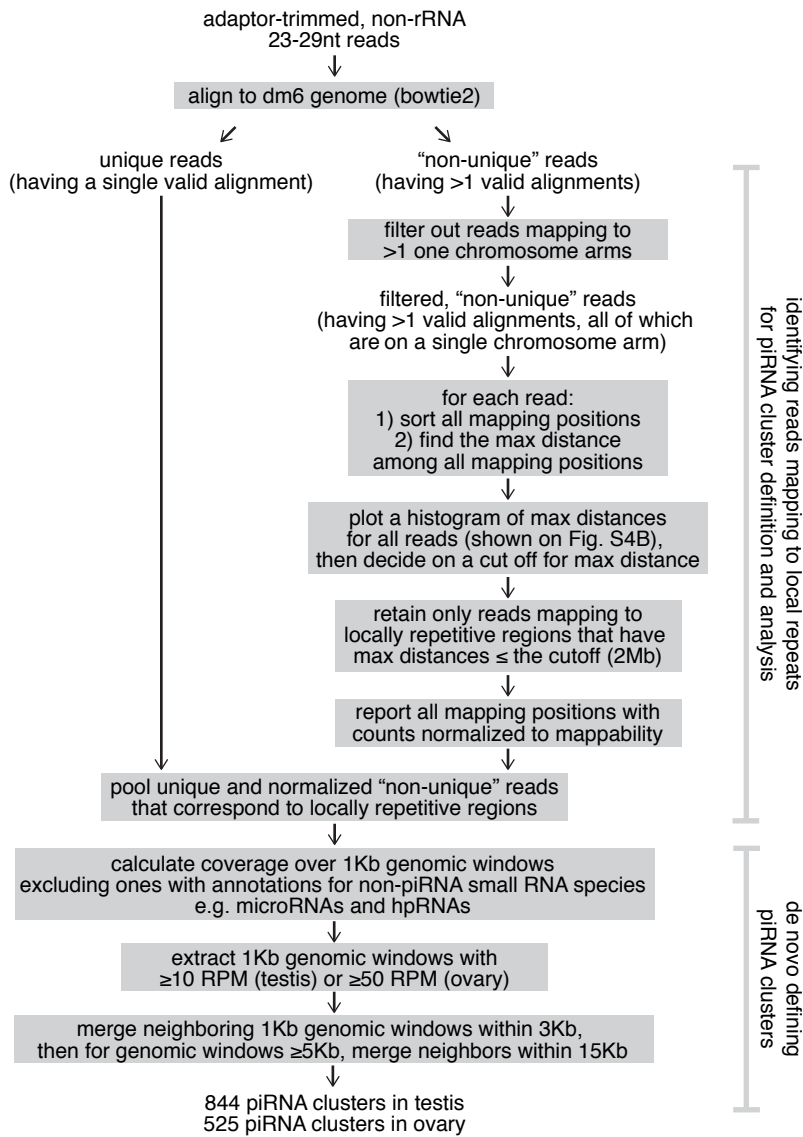 adaptor-trimmed, non-rRNA
23-29nt reads
align to dm6 genome (bowtie2)
unique reads
(having a single valid alignment)
“non-unique” reads
(having >1 valid alignments)
filter out reads mapping to
>1 one chromosome arms
filtered, “non-unique” reads
(having >1 valid alignments, all of which
are on a single chromosome arm)
for each read:
1) sort all mapping positions
2) find the max distance
among all mapping positions
plot a histogram of max distances
for all reads (shown on Fig. S4B),
then decide on a cut off for max distance
retain only reads mapping to
locally repetitive regions that have
max distances ≤ the cutoff (2Mb)
report all mapping positions with
counts normalized to mappability
pool unique and normalized “non-unique” reads
that correspond to locally repetitive regions
identifying reads mapping to local repeats
for piRNA cluster definition and analysis
calculate coverage over 1Kb genomic windows
excluding ones with annotations for non-piRNA small RNA species
e.g. microRNAs and hpRNAs
extract 1Kb genomic windows with
≥10 RPM (testis) or ≥50 RPM (ovary)
merge neighboring 1Kb genomic windows within 3Kb,
then for genomic windows ≥5Kb, merge neighbors within 15Kb
de novo defining
piRNA clusters
844 piRNA clusters in testis
525 piRNA clusters in ovary